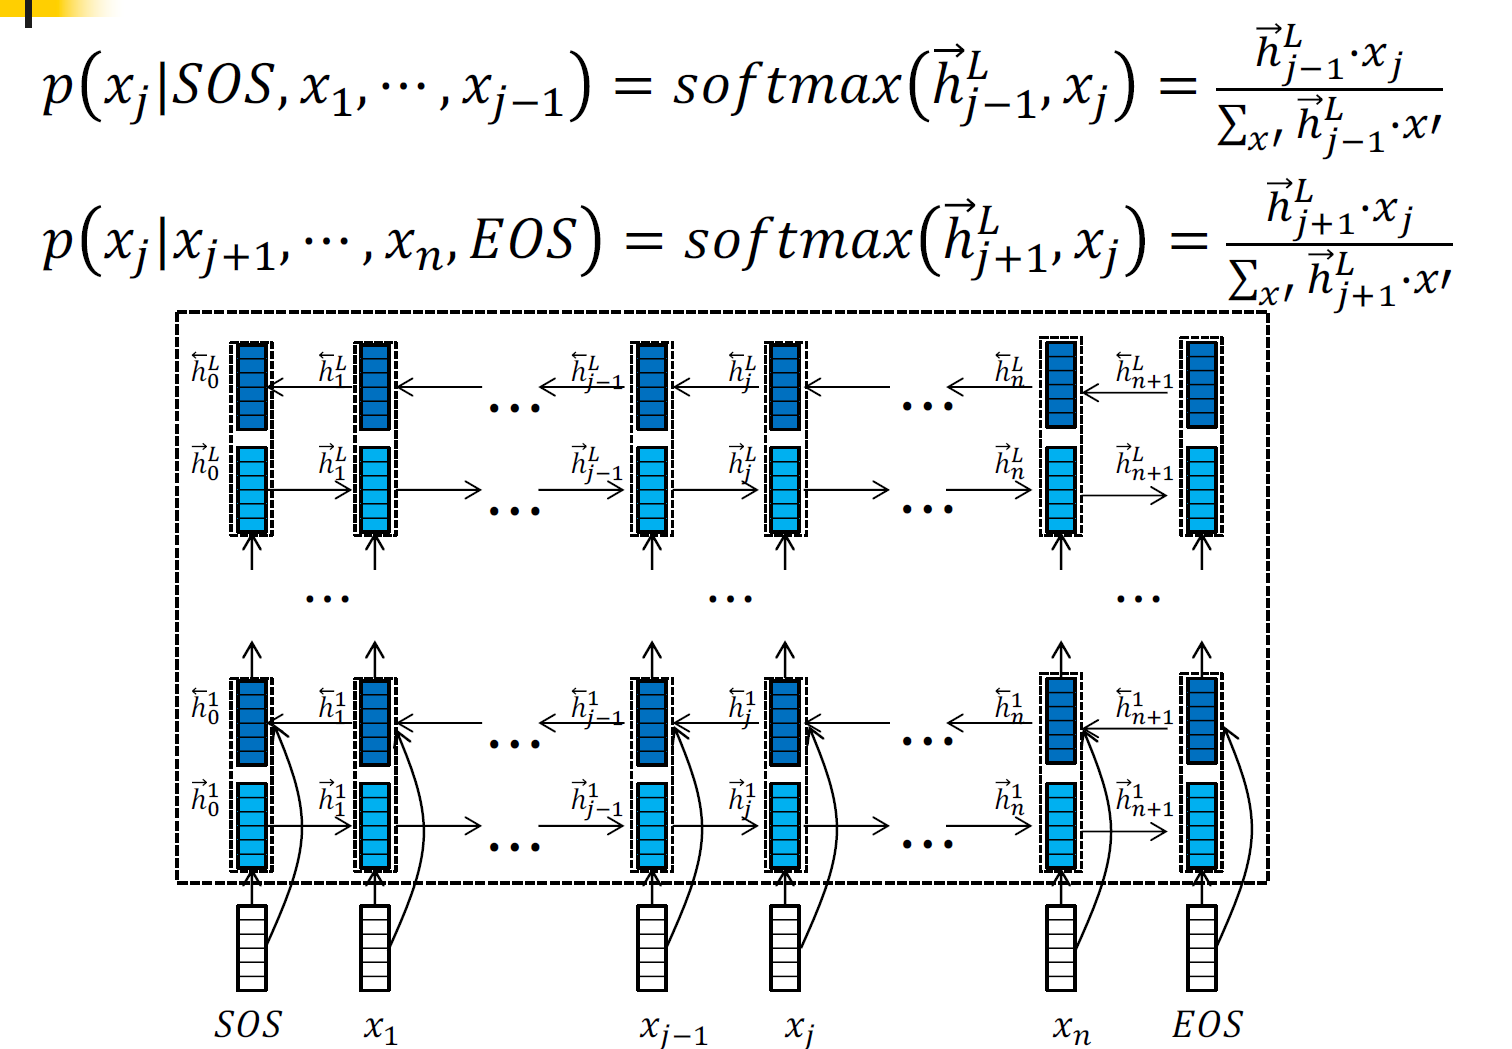 p(x_j|SOS, x_1, ⋯, x_{j−1}) = softmax(h⃗^L_{j−1}, x_j) = h⃗^L_{j−1}·x_j / ∑_{x′} h⃗^L_{j−1}·x′
p(x_j|x_{j+1}, ⋯, x_n, EOS) = softmax(h⃗^L_{j+1}, x_j) = h⃗^L_{j+1}·x_j / ∑_{x′} h⃗^L_{j+1}·x′
h⃖^L_0 h⃖^L_1 h⃖^L_{j−1} h⃖^L_j h⃖^L_n h⃖^L_{n+1}
… …
h⃗^L_0 h⃗^L_1 h⃗^L_{j−1} h⃗^L_j h⃗^L_n h⃗^L_{n+1}
… …
… … …
h⃖^1_0 h⃖^1_1 h⃖^1_{j−1} h⃖^1_j h⃖^1_n h⃖^1_{n+1}
… …
h⃗^1_0 h⃗^1_1 h⃗^1_{j−1} h⃗^1_j h⃗^1_n h⃗^1_{n+1}
… …
SOS x_1 x_{j−1} x_j x_n EOS